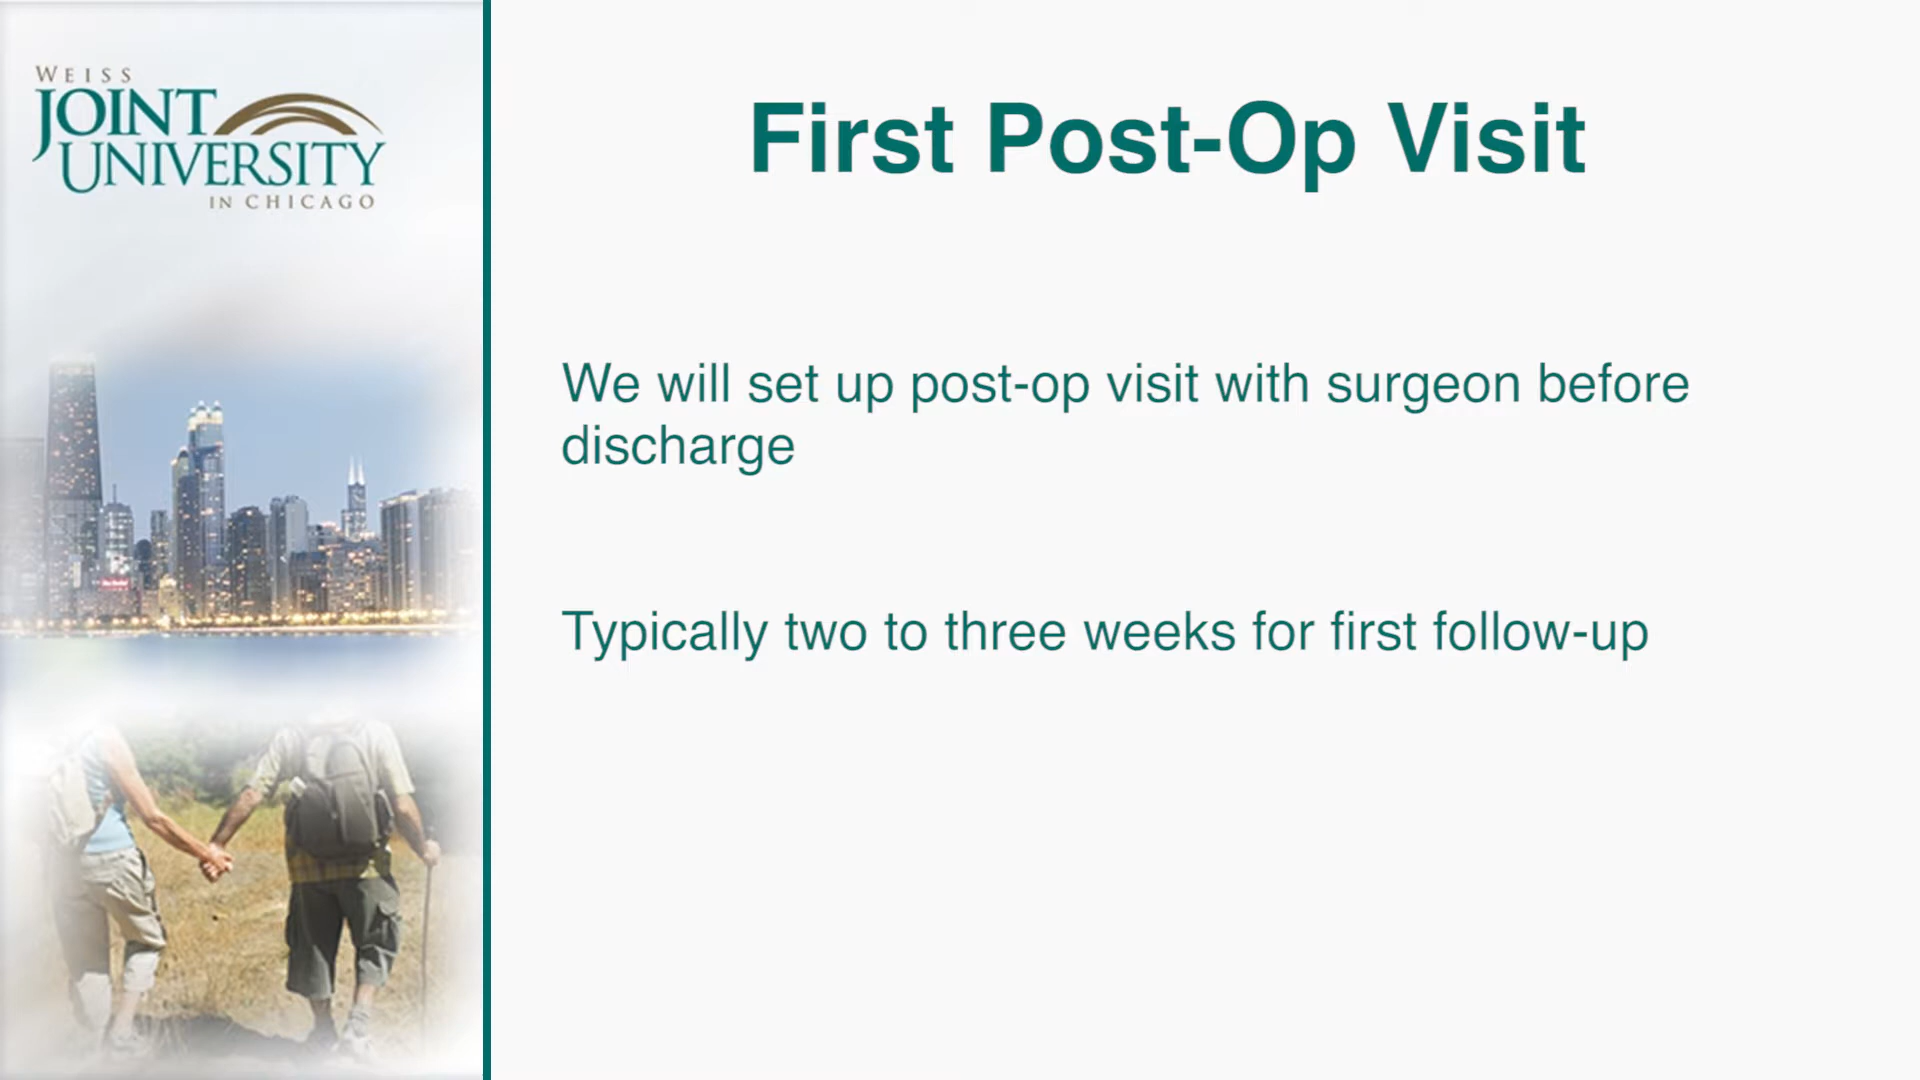 WEISS
JOINT
UNIVERSITY
IN CHICAGO
First Post-Op Visit
We will set up post-op visit with surgeon before
discharge
Typically two to three weeks for first follow-up